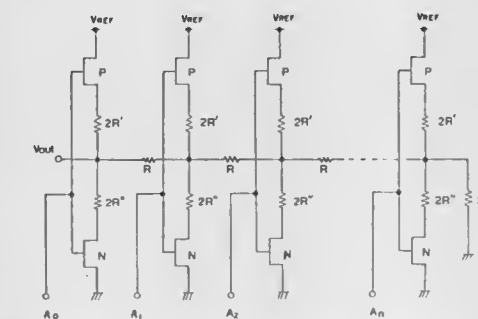 VREF VREF VREF VREF
P P P P
2R' 2R' 2R' 2R'
Vout
R R R
2R" 2R" 2R" 2R"
N N N N
A0 A1 A2 An